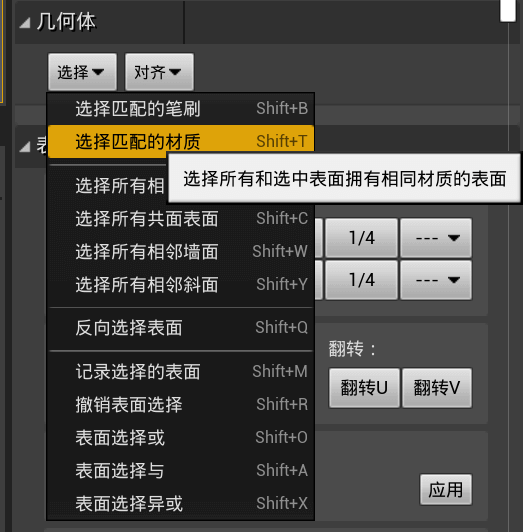 几何体
选择 对齐
选择匹配的笔刷 Shift+B
选择匹配的材质 Shift+T
选择所有和选中表面拥有相同材质的表面
选择所有相
选择所有共面表面 Shift+C
1/4 ---
选择所有相邻墙面 Shift+W
选择所有相邻斜面 Shift+Y
1/4 ---
反向选择表面 Shift+Q
翻转：
记录选择的表面 Shift+M
翻转U 翻转V
撤销表面选择 Shift+R
表面选择或 Shift+O
表面选择与 Shift+A
应用
表面选择异或 Shift+X